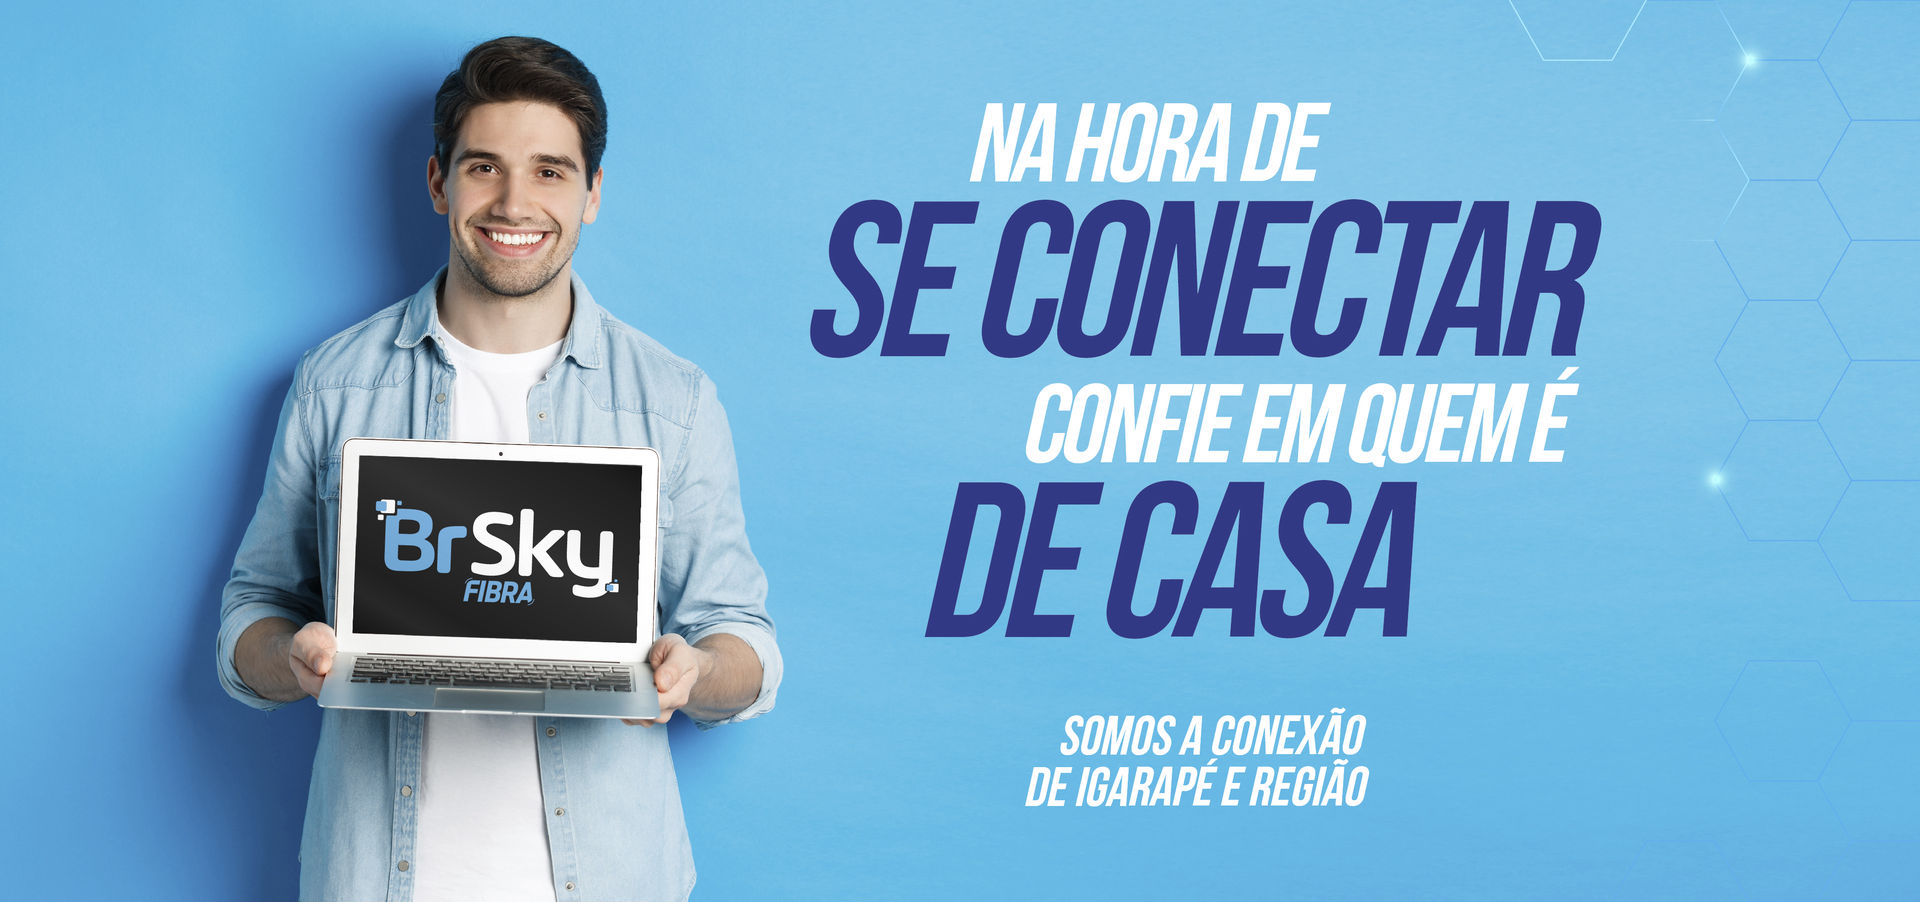 BrSky
FIBRA
NA HORA DE
SE CONECTAR
CONFIE EM QUEM É
DE CASA
SOMOS A CONEXÃO
DE IGARAPÉ E REGIÃO